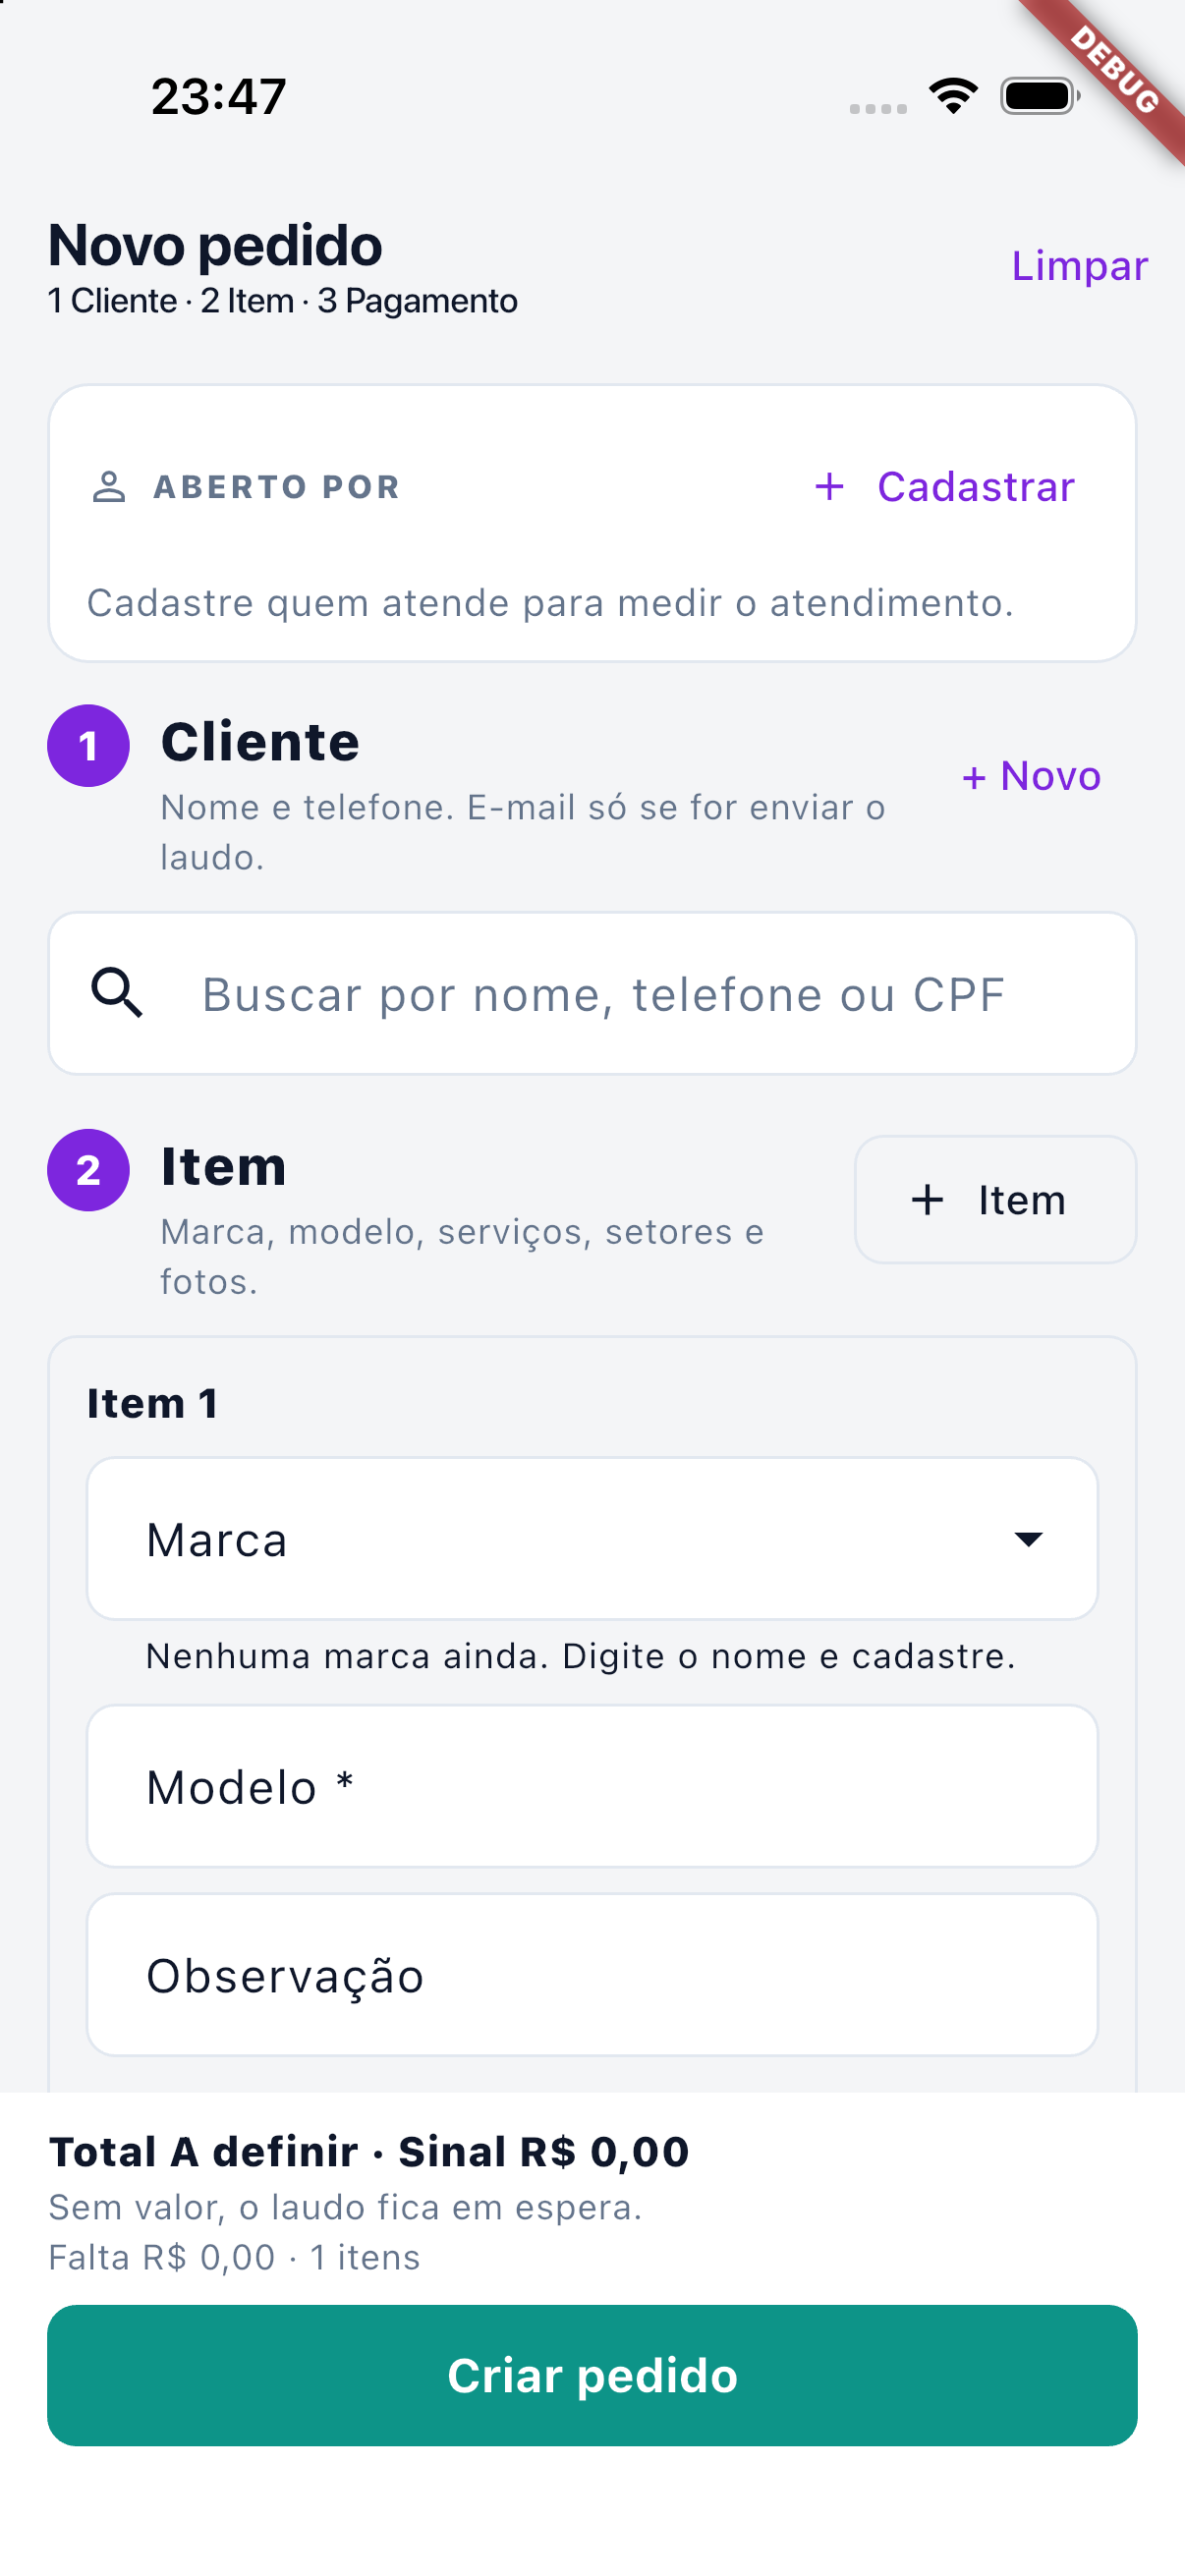 23:47
DEBUG
Novo pedido
1 Cliente · 2 Item · 3 Pagamento
Limpar
ABERTO POR
+ Cadastrar
Cadastre quem atende para medir o atendimento.
1
Cliente
Nome e telefone. E-mail só se for enviar o
laudo.
+ Novo
Buscar por nome, telefone ou CPF
2
Item
Marca, modelo, serviços, setores e
fotos.
+ Item
Item 1
Marca
Nenhuma marca ainda. Digite o nome e cadastre.
Modelo *
Observação
Total A definir · Sinal R$ 0,00
Sem valor, o laudo fica em espera.
Falta R$ 0,00 · 1 itens
Criar pedido